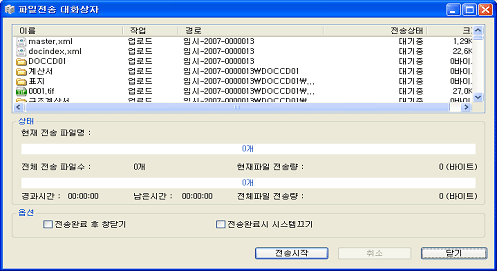 파일전송 대화상자
이름 작업 경로 전송상태 크
master.xml 업로드 임시-2007-0000013 대기중 1,29K
docindex.xml 업로드 임시-2007-0000013 대기중 22,6K
DOCCD01 업로드 임시-2007-0000013 대기중 0바이.
계산서 업로드 임시-2007-0000013\DOCCD01 대기중 0바이.
표지 업로드 임시-2007-0000013\DOCCD01\... 대기중 0바이.
0001.tif 업로드 임시-2007-0000013\DOCCD01\... 대기중 27,0K
구조계산서 업로드 임시-2007-0000013\DOCCD01\... 대기중 0바이.
상태
현재 전송 파일명 :
0개
전체 전송 파일수 : 0개 현재파일 전송량 : 0 (바이트)
0개
경과시간 : 00:00:00 남은시간 : 00:00:00 전체파일 전송량 : 0 (바이트)
옵션
전송완료 후 창닫기 전송완료시 시스템끄기
전송시작 취소 닫기